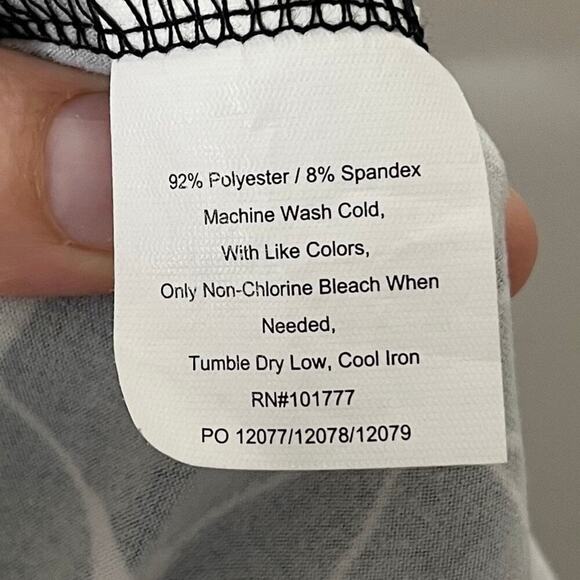 92% Polyester / 8% Spandex
Machine Wash Cold,
With Like Colors,
Only Non-Chlorine Bleach When
Needed,
Tumble Dry Low, Cool Iron
RN#101777
PO 12077/12078/12079